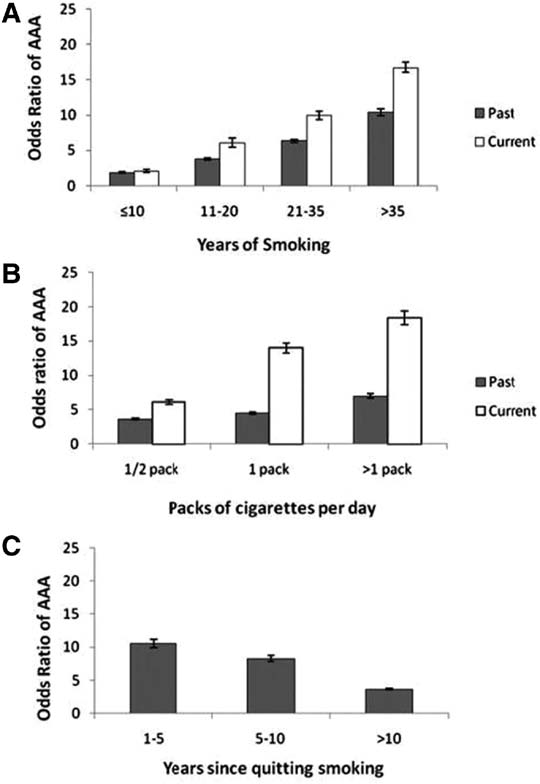 A
25
20
15
10
5
0
Odds Ratio of AAA
≤10 11-20 21-35 >35
Years of Smoking
Past
Current
B
25
20
15
10
5
0
Odds ratio of AAA
1/2 pack 1 pack >1 pack
Packs of cigarettes per day
Past
Current
C
25
20
15
10
5
0
Odds Ratio of AAA
1-5 5-10 >10
Years since quitting smoking